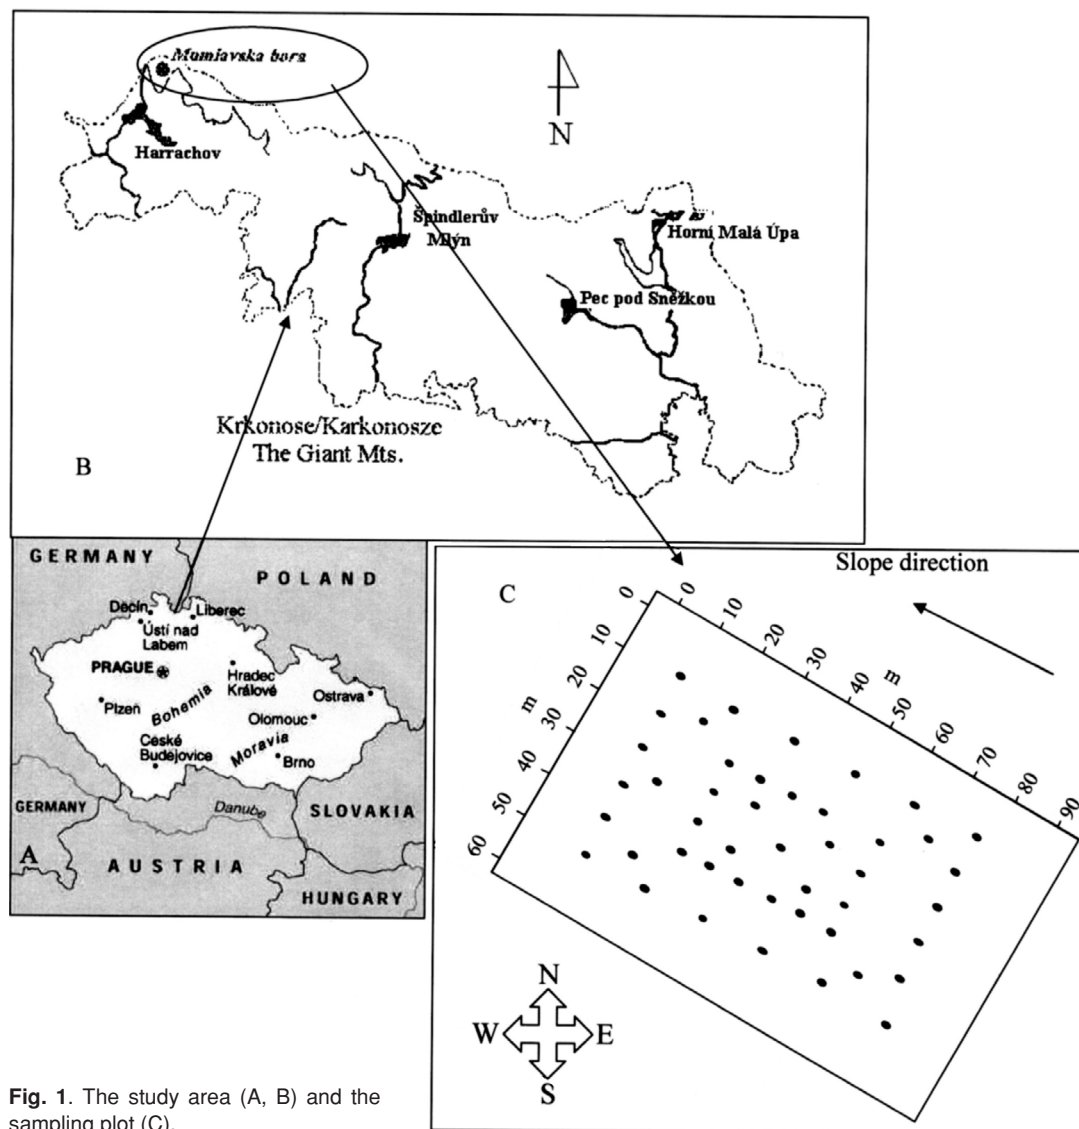 Mumlavska hora
N
Harrachov
Špindlerův
Mlýn
Horní Malá Úpa
Pec pod Sněžkou
Krkonose/Karkonosze
The Giant Mts.
B
GERMANY
POLAND
Děcín
Liberec
Ústí nad
Labem
PRAGUE
Hradec
Králové
Ostrava
Plzeň
Bohemia
Olomouc
Moravia
České
Budějovice
Brno
GERMANY
Danube
SLOVAKIA
A
AUSTRIA
HUNGARY
C
Slope direction
0
10
20
30
40
50
60
70
80
90
m
0
10
20
30
40
50
60
m
N
W
E
S
Fig. 1. The study area (A, B) and the
sampling plot (C).